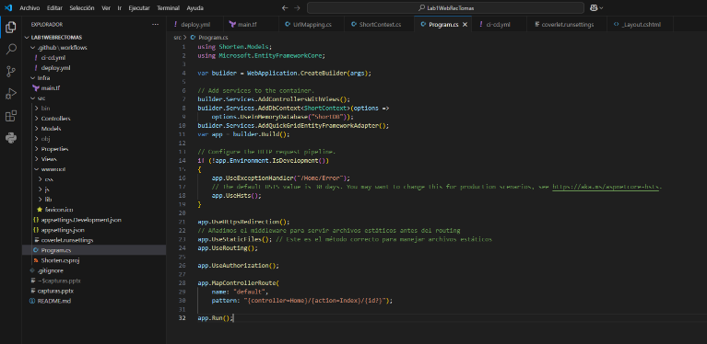 Archivo Editar Selección Ver Ir Ejecutar Terminal Ayuda
Lab1WebRecTomas
EXPLORADOR
deploy.yml
main.tf
UrlMapping.cs
ShortContext.cs
Program.cs
ci-cd.yml
coverlet.runsettings
_Layout.cshtml
LAB1WEBRECTOMAS
.github\workflows
ci-cd.yml
deploy.yml
infra
main.tf
src
bin
Controllers
Models
obj
Properties
Views
wwwroot
css
js
lib
favicon.ico
appsettings.Development.json
appsettings.json
coverlet.runsettings
Program.cs
Shorten.csproj
.gitignore
~$capturas.pptx
capturas.pptx
README.md
src > Program.cs
1 using Shorten.Models;
2 using Microsoft.EntityFrameworkCore;
3
4 var builder = WebApplication.CreateBuilder(args);
5
6 // Add services to the container.
7 builder.Services.AddControllersWithViews();
8 builder.Services.AddDbContext<ShortContext>(options =>
9 options.UseInMemoryDatabase("ShortDB"));
10 builder.Services.AddQuickGridEntityFrameworkAdapter();
11 var app = builder.Build();
12
13 // Configure the HTTP request pipeline.
14 if (!app.Environment.IsDevelopment())
15 {
16 app.UseExceptionHandler("/Home/Error");
17 // The default HSTS value is 30 days. You may want to change this for production scenarios, see https://aka.ms/aspnetcore-hsts.
18 app.UseHsts();
19 }
20
21 app.UseHttpsRedirection();
22 // Añadimos el middleware para servir archivos estáticos antes del routing
23 app.UseStaticFiles(); // Este es el método correcto para manejar archivos estáticos
24 app.UseRouting();
25
26 app.UseAuthorization();
27
28 app.MapControllerRoute(
29 name: "default",
30 pattern: "{controller=Home}/{action=Index}/{id?}");
31
32 app.Run();